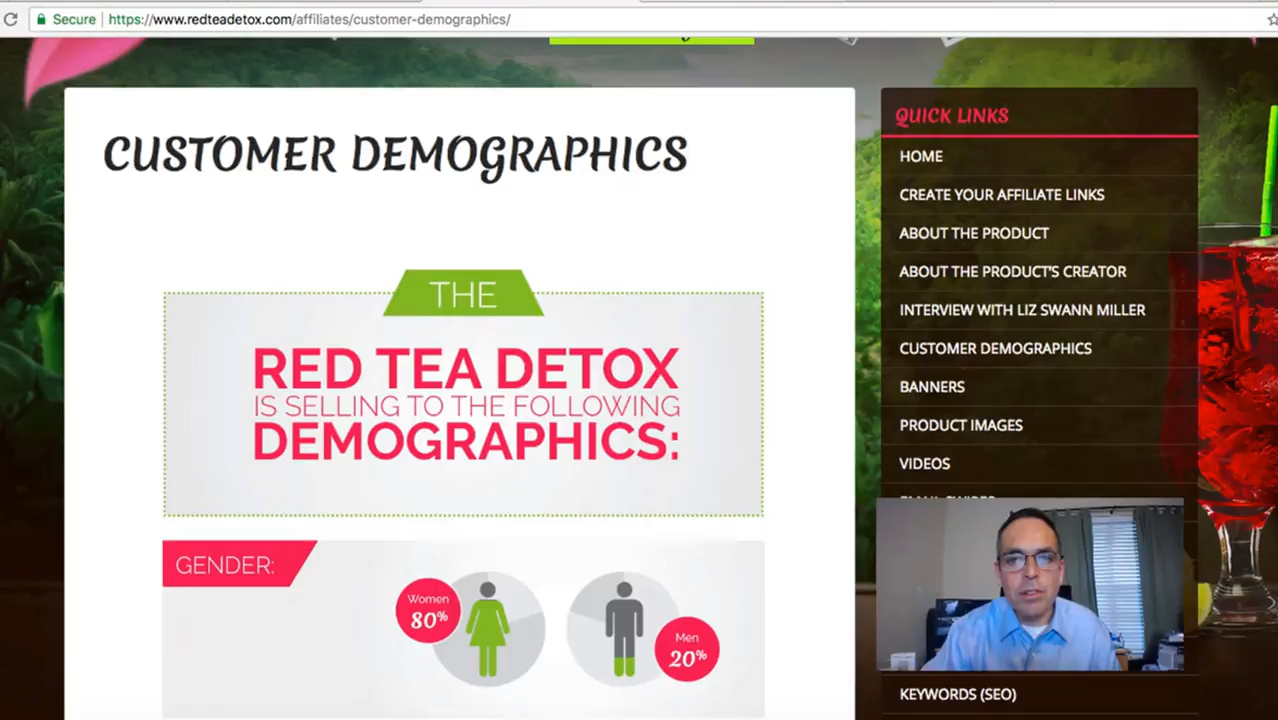 Secure
https://www.redteadetox.com/affiliates/customer-demographics/
CUSTOMER DEMOGRAPHICS
THE
RED TEA DETOX
IS SELLING TO THE FOLLOWING
DEMOGRAPHICS:
GENDER:
Women
80%
Men
20%
QUICK LINKS
HOME
CREATE YOUR AFFILIATE LINKS
ABOUT THE PRODUCT
ABOUT THE PRODUCT'S CREATOR
INTERVIEW WITH LIZ SWANN MILLER
CUSTOMER DEMOGRAPHICS
BANNERS
PRODUCT IMAGES
VIDEOS
KEYWORDS (SEO)